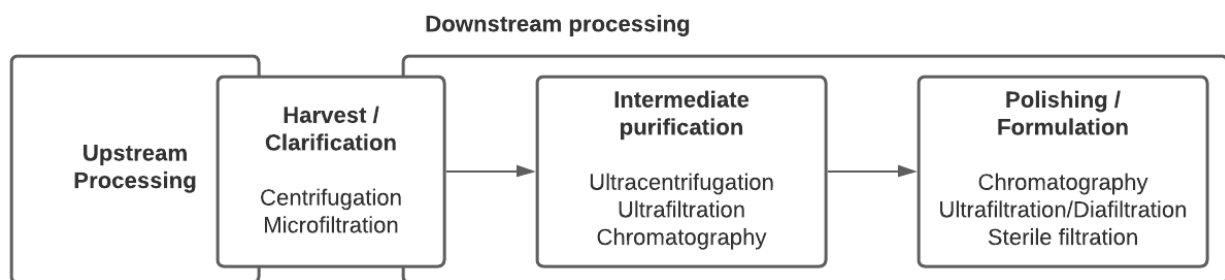 Downstream processing
Upstream
Processing
Harvest /
Clarification
Centrifugation
Microfiltration
Intermediate
purification
Ultracentrifugation
Ultrafiltration
Chromatography
Polishing /
Formulation
Chromatography
Ultrafiltration/Diafiltration
Sterile filtration